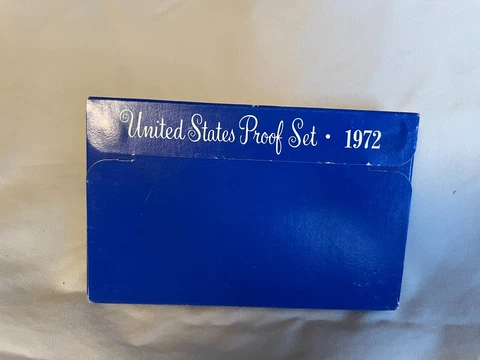 United States Proof Set • 1972